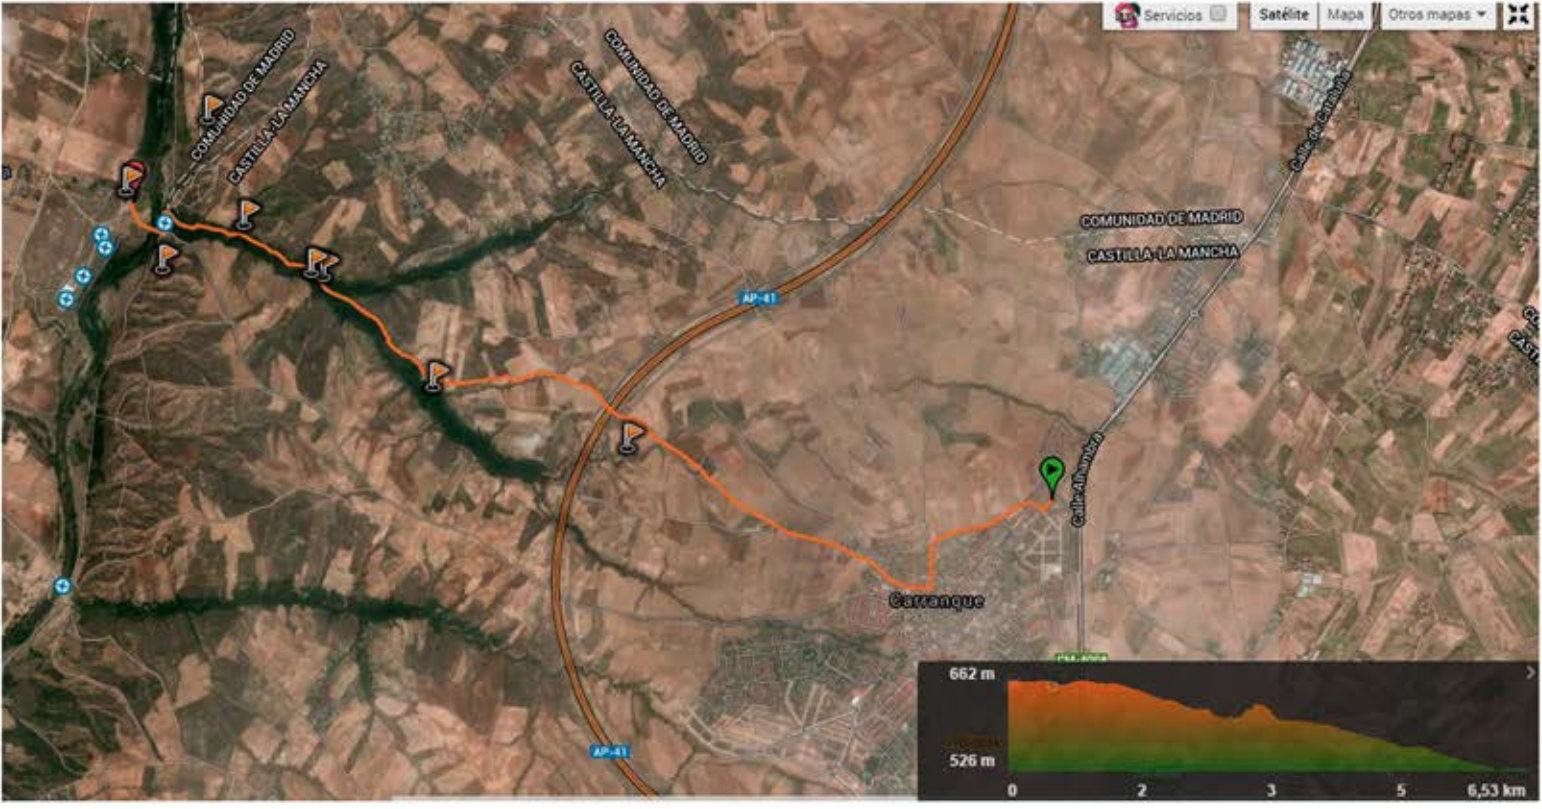 Servicios
Satélite
Mapa
Otros mapas
COMUNIDAD DE MADRID
CASTILLA-LA MANCHA
COMUNIDAD DE MADRID
CASTILLA-LA MANCHA
Calle de Cataluña
COMUNIDAD DE MADRID
CASTILLA-LA MANCHA
AP-41
Calle Alhambra
Carranque
AP-41
662 m
526 m
0
2
3
5
6,53 km